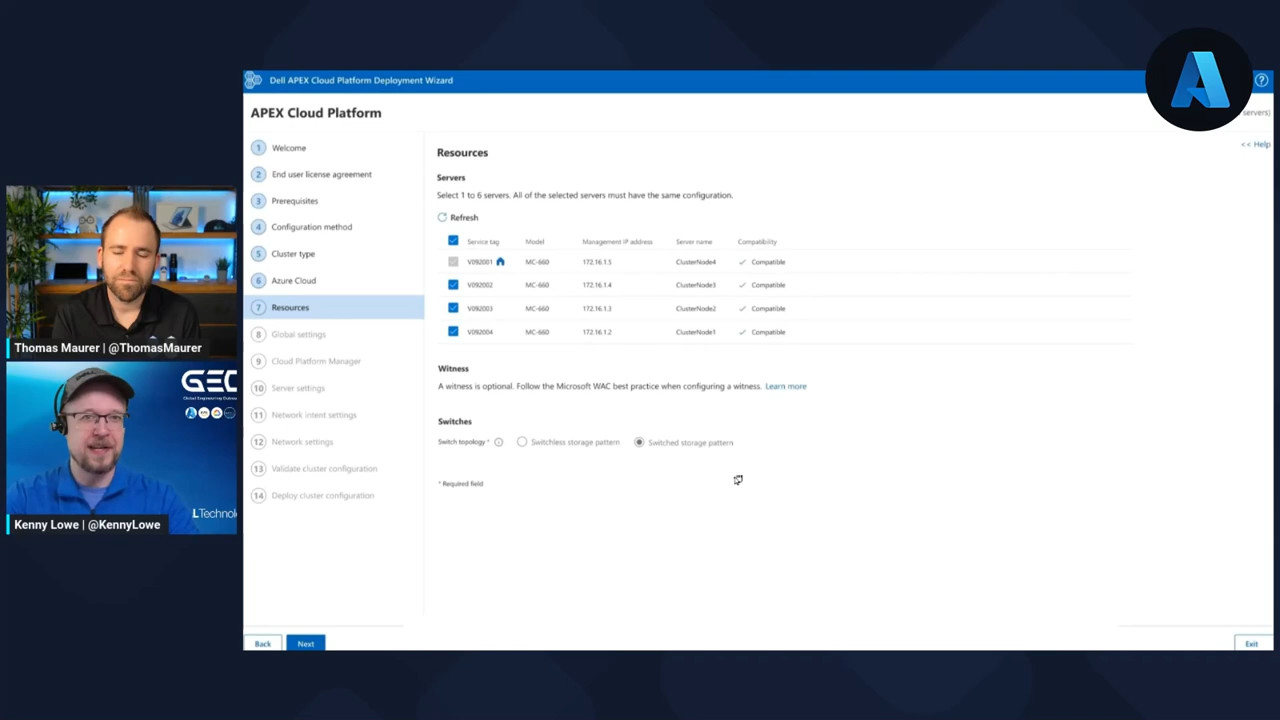 Dell APEX Cloud Platform Deployment Wizard
?
APEX Cloud Platform
servers)
<< Help
1 Welcome
2 End user license agreement
3 Prerequisites
4 Configuration method
5 Cluster type
6 Azure Cloud
7 Resources
8 Global settings
9 Cloud Platform Manager
10 Server settings
11 Network intent settings
12 Network settings
13 Validate cluster configuration
14 Deploy cluster configuration
Resources
Servers
Select 1 to 6 servers. All of the selected servers must have the same configuration.
Refresh
Service tag Model Management IP address Server name Compatibility
V092001 MC-660 172.16.1.5 ClusterNode4 Compatible
V092002 MC-660 172.16.1.4 ClusterNode3 Compatible
V092003 MC-660 172.16.1.3 ClusterNode2 Compatible
V092004 MC-660 172.16.1.2 ClusterNode1 Compatible
Witness
A witness is optional. Follow the Microsoft WAC best practice when configuring a witness. Learn more
Switches
Switch topology * Switchless storage pattern Switched storage pattern
* Required field
Back Next Exit
Thomas Maurer | @ThomasMaurer
GEO
Kenny Lowe | @KennyLowe
LTechnol